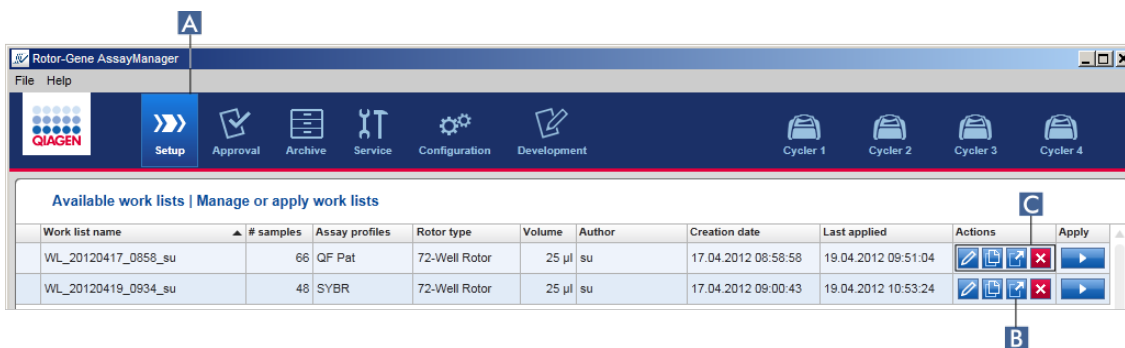 A
Rotor-Gene AssayManager
File Help
QIAGEN
Setup Approval Archive Service Configuration Development Cycler 1 Cycler 2 Cycler 3 Cycler 4
Available work lists | Manage or apply work lists
C
Work list name # samples Assay profiles Rotor type Volume Author Creation date Last applied Actions Apply
WL_20120417_0858_su 66 QF Pat 72-Well Rotor 25 µl su 17.04.2012 08:58:58 19.04.2012 09:51:04
WL_20120419_0934_su 48 SYBR 72-Well Rotor 25 µl su 17.04.2012 09:00:43 19.04.2012 10:53:24
B